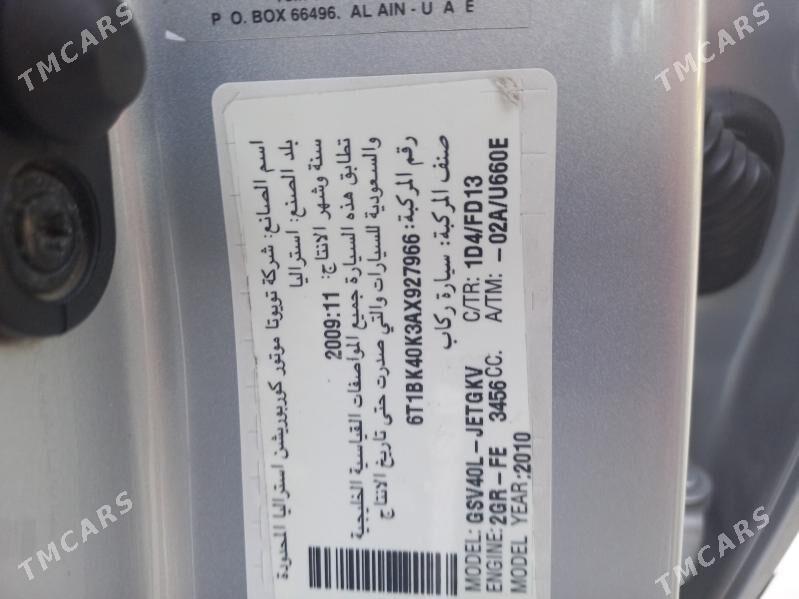 P O. BOX 66496. AL AIN - U A E
اسم الصانع: شركة تويوتا موتور كوربوريشن استراليا المحدودة
بلد الصنع: استراليا
سنة وشهر الانتاج: 2009:11
تطابق هذه السيارة جميع المواصفات القياسية الخليجية
والسعودية للسيارات والتي صدرت حتى تاريخ الانتاج
رقم المركبة: 6T1BK40K3AX927966
صنف المركبة: سيارة ركاب
MODEL: GSV40L-JETGKV C/TR: 1D4/FD13
ENGINE: 2GR-FE 3456CC. A/TM: -02A/U660E
MODEL YEAR:2010
TMCARS
TMCARS
TMCARS
TMCARS
TMCARS